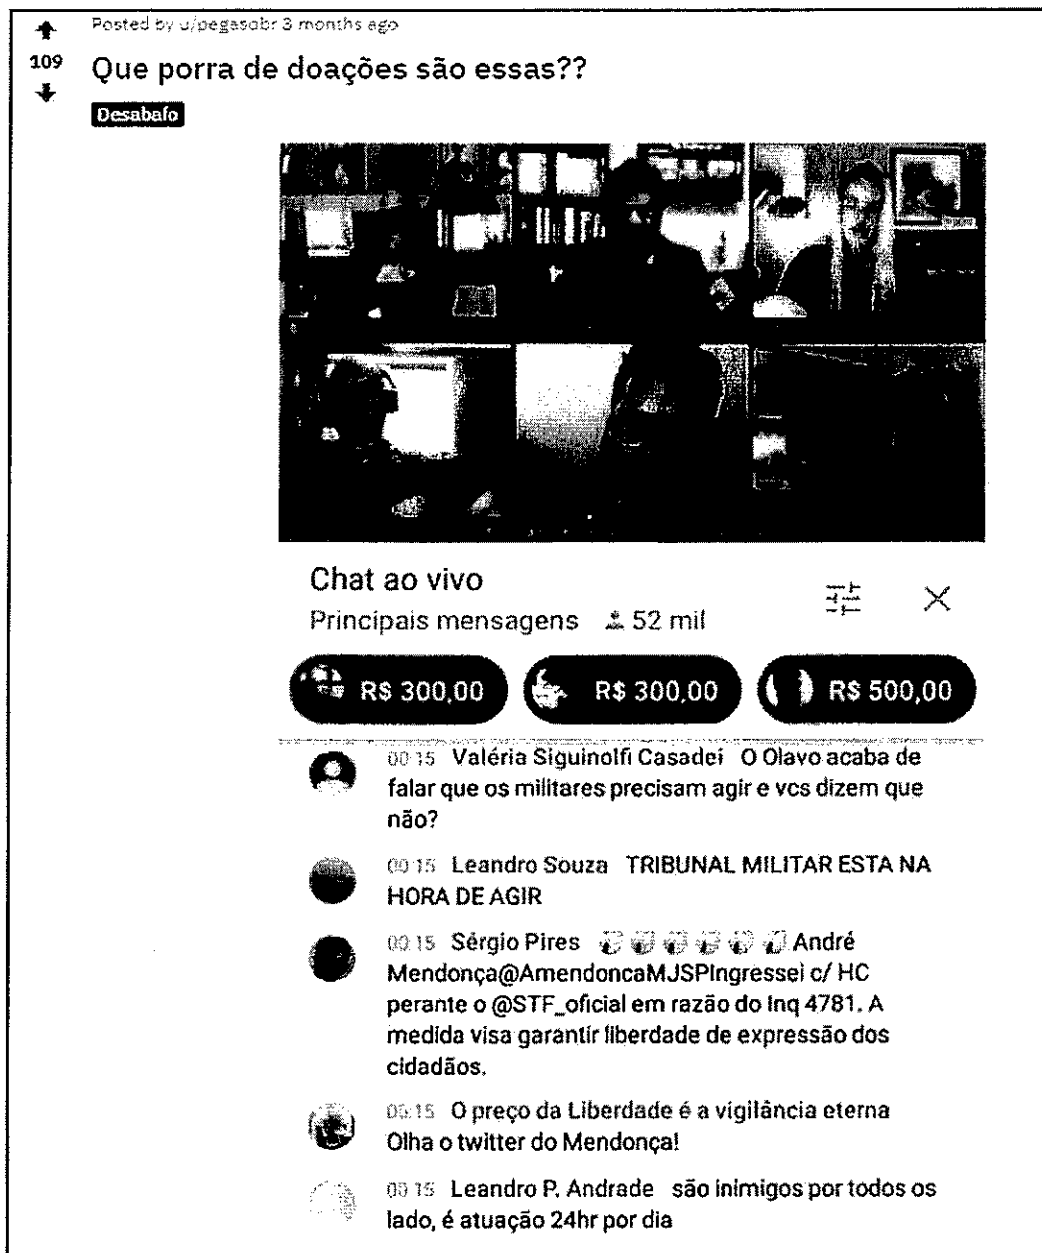 Posted by u/pegasobr 3 months ago
109
Que porra de doações são essas??
Desabafo
Chat ao vivo
Principais mensagens 52 mil
R$ 300,00 R$ 300,00 R$ 500,00
00:15 Valéria Siguinolfi Casadei O Olavo acaba de
falar que os militares precisam agir e vcs dizem que
não?
00:15 Leandro Souza TRIBUNAL MILITAR ESTA NA
HORA DE AGIR
00:15 Sérgio Pires André
Mendonça@AmendoncaMJSPIngressei c/ HC
perante o @STF_oficial em razão do Inq 4781. A
medida visa garantir liberdade de expressão dos
cidadãos.
00:15 O preço da Liberdade é a vigilância eterna
Olha o twitter do Mendonça!
00:15 Leandro P. Andrade são inimigos por todos os
lado, é atuação 24hr por dia